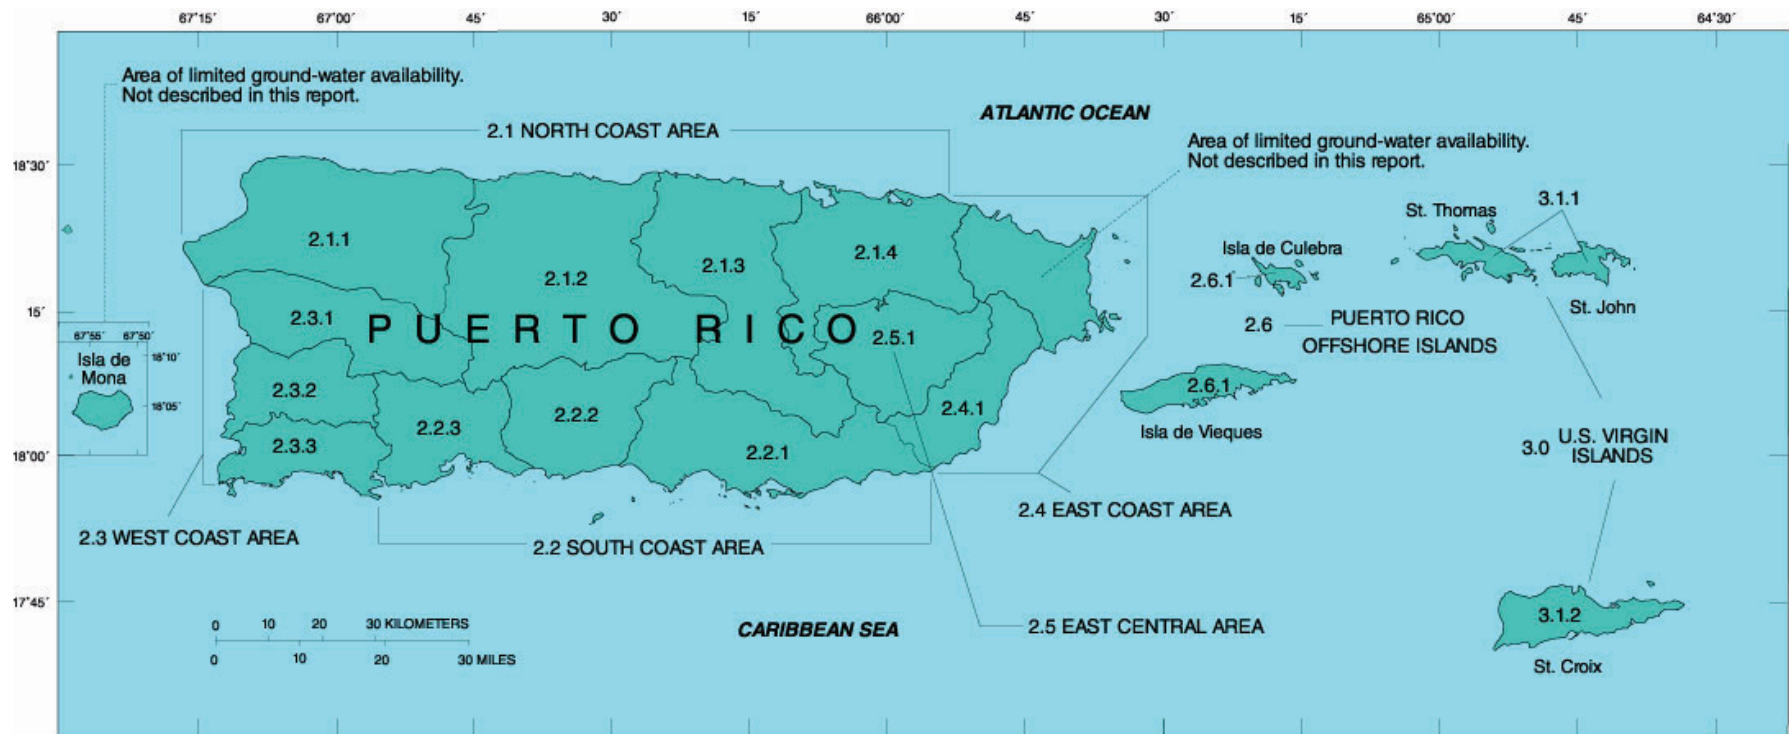 67°15´ 67°00´ 45´ 30´ 15´ 66°00´ 45´ 30´ 15´ 65°00´ 45´ 64°30´
Area of limited ground-water availability.
Not described in this report.
ATLANTIC OCEAN
2.1 NORTH COAST AREA
Area of limited ground-water availability.
Not described in this report.
18°30´
3.1.1
St. Thomas
2.1.1
2.1.2
2.1.3
2.1.4
Isla de Culebra
2.6.1
St. John
15´
2.3.1
PUERTO RICO
2.5.1
2.6
PUERTO RICO
OFFSHORE ISLANDS
67°55´ 67°50´
Isla de
Mona
18°10´
18°05´
2.3.2
2.2.3
2.2.2
2.4.1
2.6.1
Isla de Vieques
18°00´
2.3.3
2.2.1
3.0
U.S. VIRGIN
ISLANDS
2.4 EAST COAST AREA
2.3 WEST COAST AREA
2.2 SOUTH COAST AREA
17°45´
0 10 20 30 KILOMETERS
0 10 20 30 MILES
CARIBBEAN SEA
2.5 EAST CENTRAL AREA
3.1.2
St. Croix